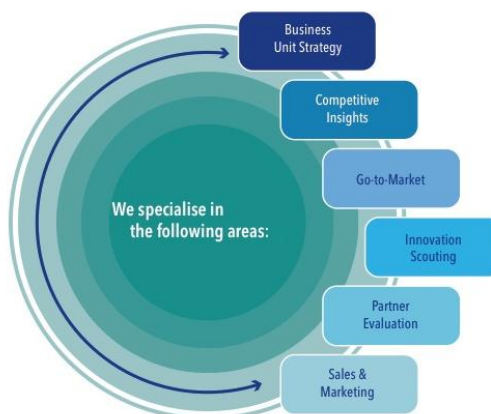 Business
Unit Strategy
Competitive
Insights
Go-to-Market
We specialise in
the following areas:
Innovation
Scouting
Partner
Evaluation
Sales &
Marketing